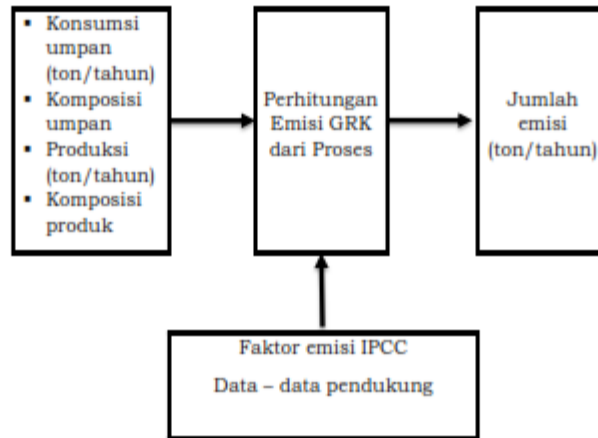 ▪ Konsumsi
umpan
(ton/tahun)
▪ Komposisi
umpan
▪ Produksi
(ton/tahun)
▪ Komposisi
produk
Perhitungan
Emisi GRK
dari Proses
Jumlah
emisi
(ton/tahun)
Faktor emisi IPCC
Data – data pendukung